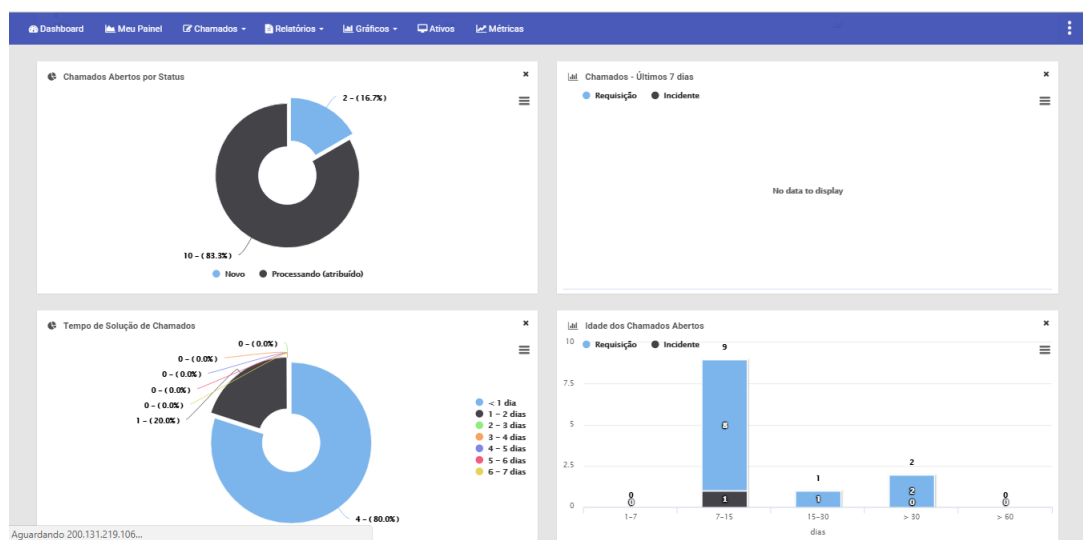 Dashboard Meu Painel Chamados Relatórios Gráficos Ativos Métricas
Chamados Abertos por Status
2 - ( 16.7% )
10 - ( 83.3% )
Novo Processando (atribuído)
Chamados - Últimos 7 dias
Requisição Incidente
No data to display
Tempo de Solução de Chamados
0 - ( 0.0% )
0 - ( 0.0% )
0 - ( 0.0% )
0 - ( 0.0% )
0 - ( 0.0% )
1 - ( 20.0% )
4 - ( 80.0% )
< 1 dia
1 - 2 dias
2 - 3 dias
3 - 4 dias
4 - 5 dias
5 - 6 dias
6 - 7 dias
Idade dos Chamados Abertos
Requisição Incidente
10
7.5
5
2.5
0
0
0
9
8
1
1
1
2
2
0
0
0
1-7 7-15 15-30 > 30 > 60
dias
Aguardando 200.131.219.106...